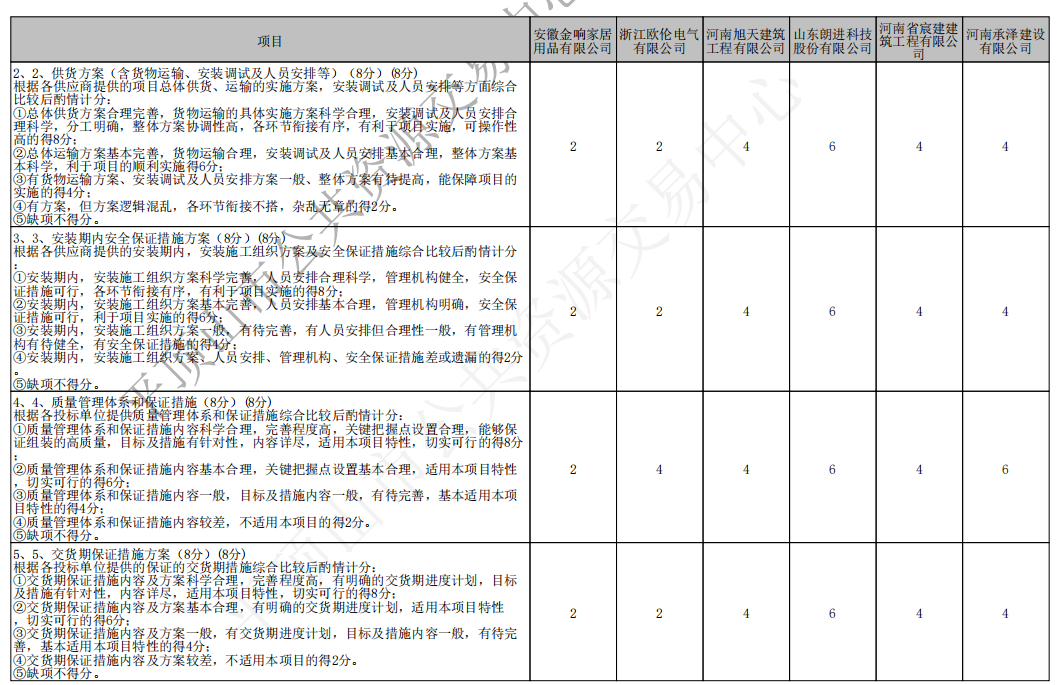 项目
安徽金响家居
用品有限公司
浙江欧伦电气
有限公司
河南旭天建筑
工程有限公司
山东朗进科技
股份有限公司
河南省宸建建
筑工程有限公
司
河南承泽建设
有限公司
2、2、供货方案（含货物运输、安装调试及人员安排等）（8分）(8分)
根据各供应商提供的项目总体供货、运输的实施方案，安装调试及人员安排等方面综合
比较后酌情计分：
①总体供货方案合理完善，货物运输的具体实施方案科学合理，安装调试及人员安排合
理科学，分工明确，整体方案协调性高，各环节衔接有序，有利于项目实施，可操作性
高的得8分；
②总体运输方案基本完善，货物运输合理，安装调试及人员安排基本合理，整体方案基
本科学，利于项目的顺利实施得6分；
③有货物运输方案、安装调试及人员安排方案一般、整体方案有待提高，能保障项目的
实施的得4分；
④有方案，但方案逻辑混乱，各环节衔接不搭，杂乱无章的得2分。
⑤缺项不得分。
2
2
4
6
4
4
3、3、安装期内安全保证措施方案（8分）(8分)
根据各供应商提供的安装期内，安装施工组织方案及安全保证措施综合比较后酌情计分
：
①安装期内，安装施工组织方案科学完善，人员安排合理科学，管理机构健全，安全保
证措施可行，各环节衔接有序，有利于项目实施的得8分；
②安装期内，安装施工组织方案基本完善，人员安排基本合理，管理机构明确，安全保
证措施可行，利于项目实施的得6分；
③安装期内，安装施工组织方案一般，有待完善，有人员安排但合理性一般，有管理机
构有待健全，有安全保证措施的得4分；
④安装期内，安装施工组织方案、人员安排、管理机构、安全保证措施差或遗漏的得2分
。
⑤缺项不得分。
2
2
4
6
4
4
4、4、质量管理体系和保证措施（8分）(8分)
根据各投标单位提供质量管理体系和保证措施综合比较后酌情计分：
①质量管理体系和保证措施内容科学合理，完善程度高，关键把握点设置合理，能够保
证组装的高质量，目标及措施有针对性，内容详尽，适用本项目特性，切实可行的得8分
；
②质量管理体系和保证措施内容基本合理，关键把握点设置基本合理，适用本项目特性
，切实可行的得6分；
③质量管理体系和保证措施内容一般，目标及措施内容一般，有待完善，基本适用本项
目特性的得4分；
④质量管理体系和保证措施内容较差，不适用本项目的得2分。
⑤缺项不得分。
2
4
4
6
4
6
5、5、交货期保证措施方案（8分）(8分)
根据各投标单位提供的保证的交货期措施综合比较后酌情计分：
①交货期保证措施内容及方案科学合理，完善程度高，有明确的交货期进度计划，目标
及措施有针对性，内容详尽，适用本项目特性，切实可行的得8分；
②交货期保证措施内容及方案基本合理，有明确的交货期进度计划，适用本项目特性
，切实可行的得6分；
③交货期保证措施内容及方案一般，有交货期进度计划，目标及措施内容一般，有待完
善，基本适用本项目特性的得4分；
④交货期保证措施内容及方案较差，不适用本项目的得2分。
⑤缺项不得分。
2
2
4
6
4
4
平顶山市公共资源交易中心
平顶山市公共资源交易中心